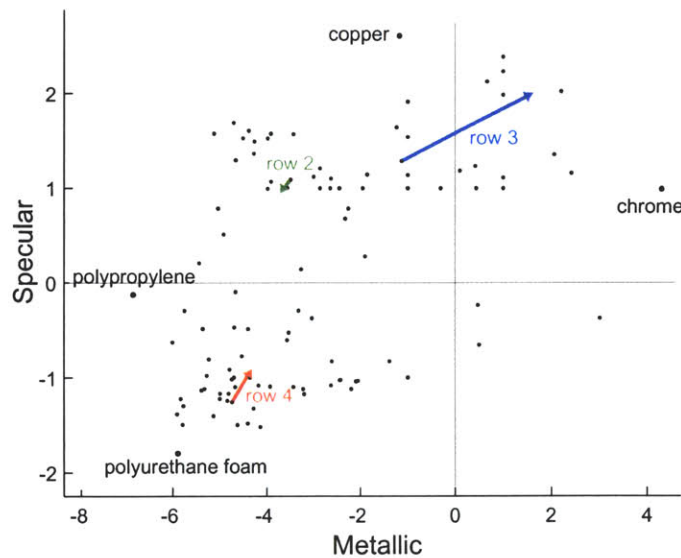 copper
2
row 2
row 3
1
chrome
Specular
polypropylene
0
-1
row 4
polyurethane foam
-2
-8 -6 -4 -2 0 2 4
Metallic